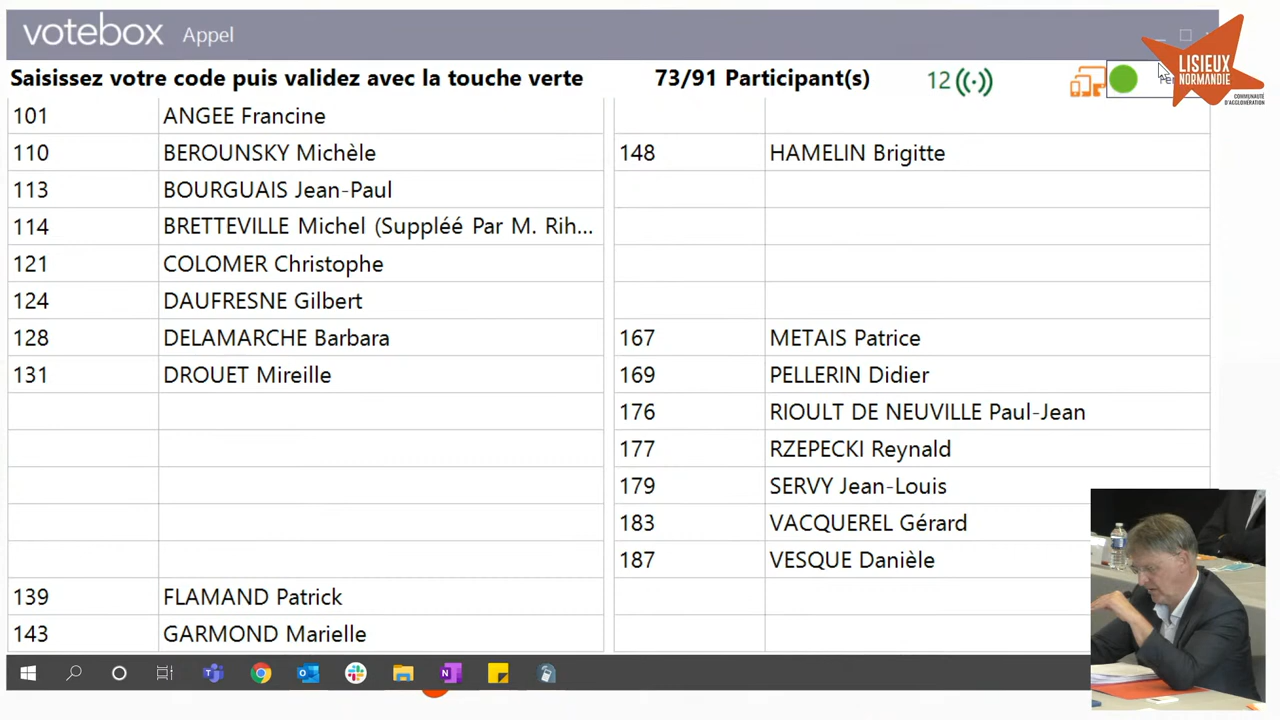 votebox Appel
Saisissez votre code puis validez avec la touche verte
73/91 Participant(s)
12
LISIEUX
NORMANDIE
COMMUNAUTÉ
D'AGGLOMÉRATION
101 ANGEE Francine
110 BEROUNSKY Michèle
113 BOURGUAIS Jean-Paul
114 BRETTEVILLE Michel (Suppléé Par M. Rih...
121 COLOMER Christophe
124 DAUFRESNE Gilbert
128 DELAMARCHE Barbara
131 DROUET Mireille
139 FLAMAND Patrick
143 GARMOND Marielle
148 HAMELIN Brigitte
167 METAIS Patrice
169 PELLERIN Didier
176 RIOULT DE NEUVILLE Paul-Jean
177 RZEPECKI Reynald
179 SERVY Jean-Louis
183 VACQUEREL Gérard
187 VESQUE Danièle